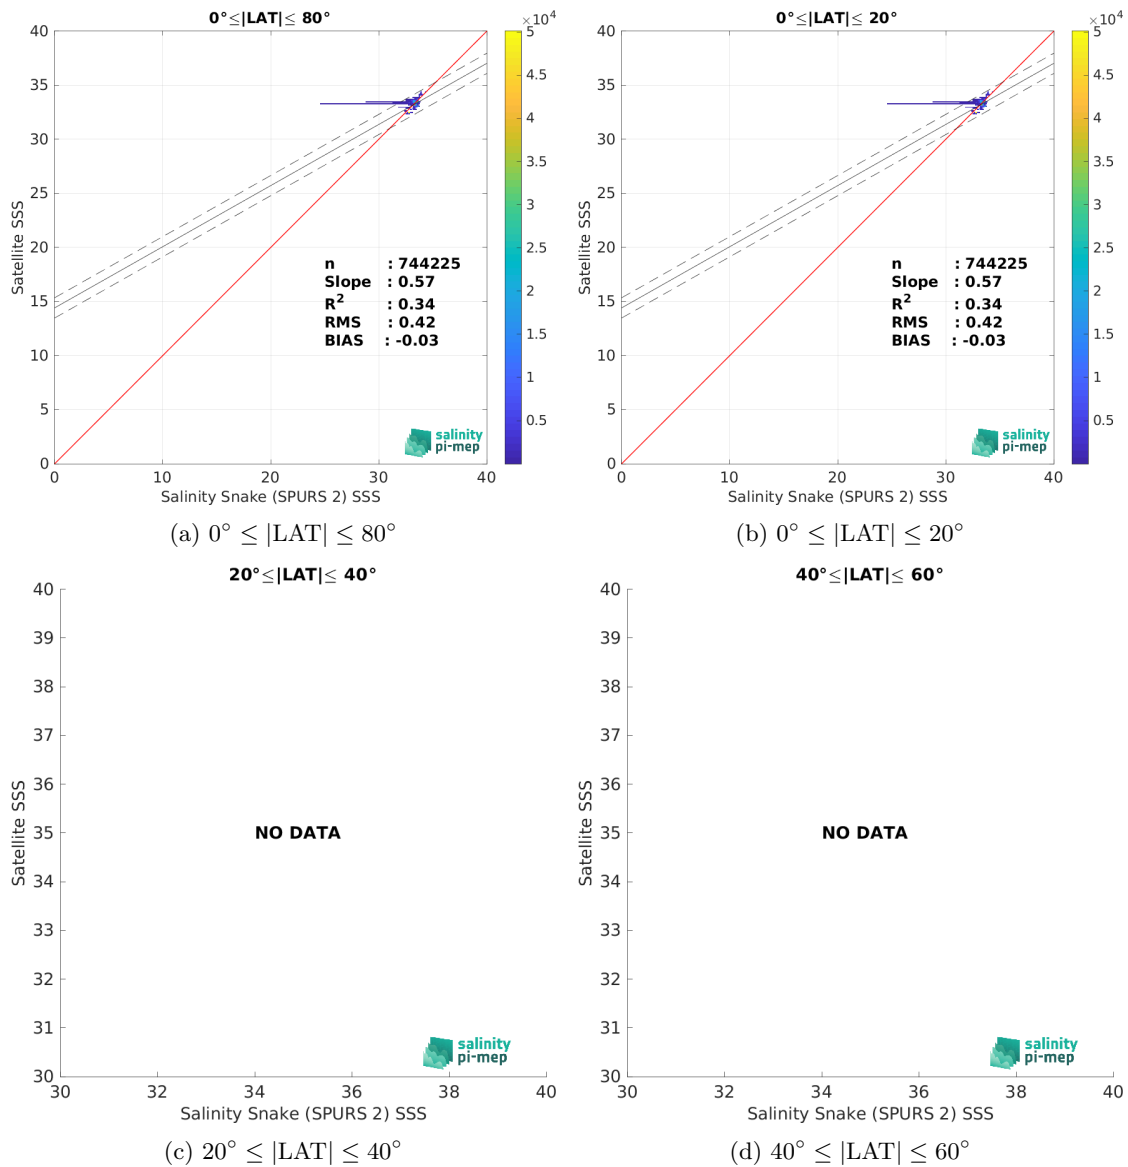 0°≤|LAT|≤ 80°
×10⁴
40
35
30
25
20
15
10
5
0
Satellite SSS
n : 744225
Slope : 0.57
R² : 0.34
RMS : 0.42
BIAS : -0.03
salinity
pi-mep
0 10 20 30 40
Salinity Snake (SPURS 2) SSS
5
4.5
4
3.5
3
2.5
2
1.5
1
0.5
(a) 0° ≤ |LAT| ≤ 80°
0°≤|LAT|≤ 20°
×10⁴
40
35
30
25
20
15
10
5
0
Satellite SSS
n : 744225
Slope : 0.57
R² : 0.34
RMS : 0.42
BIAS : -0.03
salinity
pi-mep
0 10 20 30 40
Salinity Snake (SPURS 2) SSS
5
4.5
4
3.5
3
2.5
2
1.5
1
0.5
(b) 0° ≤ |LAT| ≤ 20°
20°≤|LAT|≤ 40°
40
39
38
37
36
35
34
33
32
31
30
Satellite SSS
NO DATA
salinity
pi-mep
30 32 34 36 38 40
Salinity Snake (SPURS 2) SSS
(c) 20° ≤ |LAT| ≤ 40°
40°≤|LAT|≤ 60°
40
39
38
37
36
35
34
33
32
31
30
Satellite SSS
NO DATA
salinity
pi-mep
30 32 34 36 38 40
Salinity Snake (SPURS 2) SSS
(d) 40° ≤ |LAT| ≤ 60°